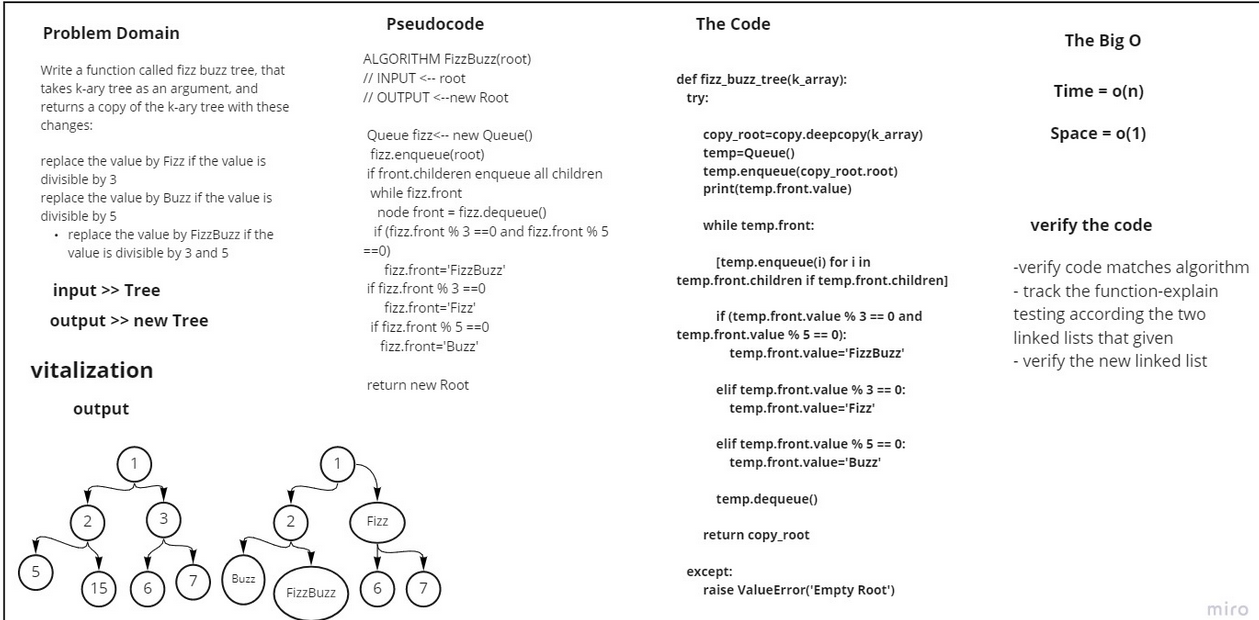 Problem Domain
Write a function called fizz buzz tree, that
takes k-ary tree as an argument, and
returns a copy of the k-ary tree with these
changes:
replace the value by Fizz if the value is
divisible by 3
replace the value by Buzz if the value is
divisible by 5
• replace the value by FizzBuzz if the
value is divisible by 3 and 5
input >> Tree
output >> new Tree
vitalization
output
1
2
3
5
15
6
7
1
2
Fizz
Buzz
FizzBuzz
6
7
Pseudocode
ALGORITHM FizzBuzz(root)
// INPUT <-- root
// OUTPUT <--new Root
Queue fizz<-- new Queue()
fizz.enqueue(root)
if front.childeren enqueue all children
while fizz.front
node front = fizz.dequeue()
if (fizz.front % 3 ==0 and fizz.front % 5
==0)
fizz.front='FizzBuzz'
if fizz.front % 3 ==0
fizz.front='Fizz'
if fizz.front % 5 ==0
fizz.front='Buzz'
return new Root
The Code
def fizz_buzz_tree(k_array):
try:
copy_root=copy.deepcopy(k_array)
temp=Queue()
temp.enqueue(copy_root.root)
print(temp.front.value)
while temp.front:
[temp.enqueue(i) for i in
temp.front.children if temp.front.children]
if (temp.front.value % 3 == 0 and
temp.front.value % 5 == 0):
temp.front.value='FizzBuzz'
elif temp.front.value % 3 == 0:
temp.front.value='Fizz'
elif temp.front.value % 5 == 0:
temp.front.value='Buzz'
temp.dequeue()
return copy_root
except:
raise ValueError('Empty Root')
The Big O
Time = o(n)
Space = o(1)
verify the code
-verify code matches algorithm
- track the function-explain
testing according the two
linked lists that given
- verify the new linked list
miro